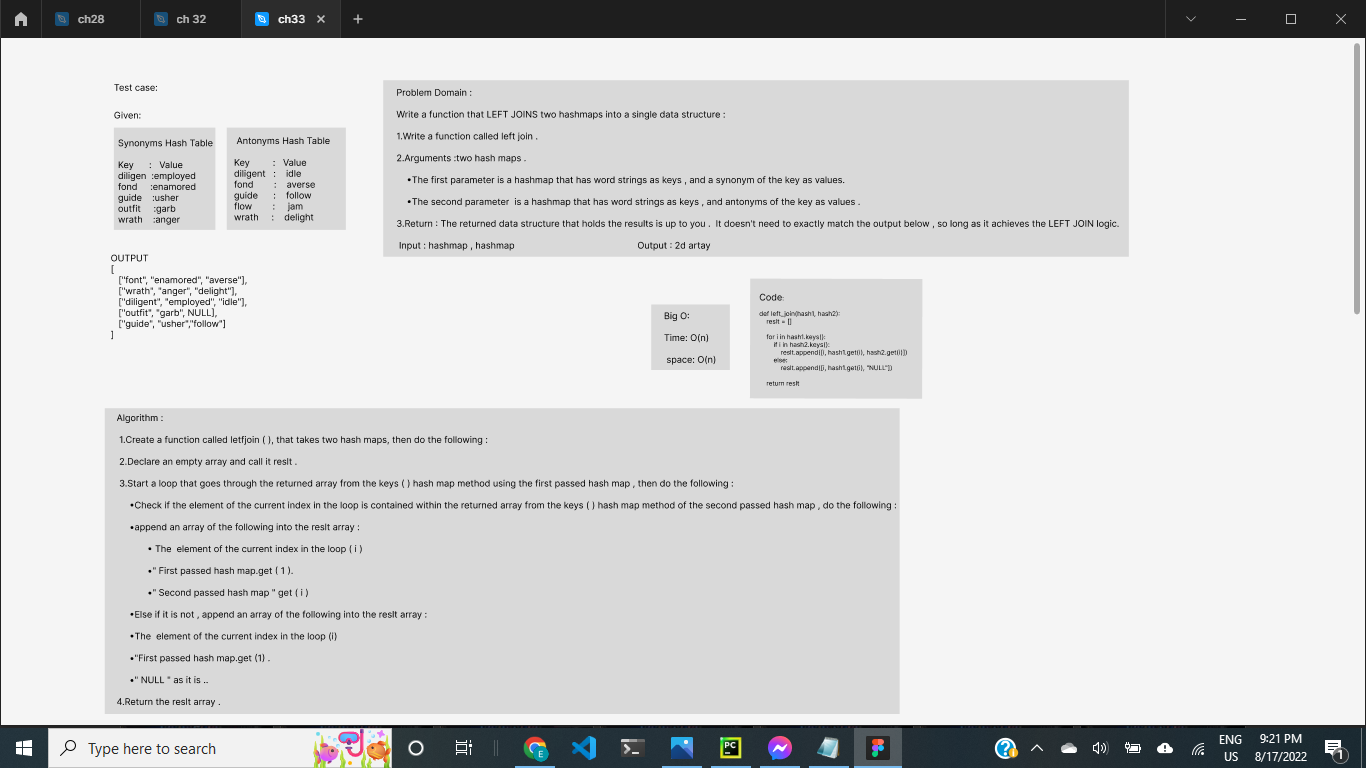 ch28
ch 32
ch33
Test case:
Given:
Synonyms Hash Table
Key : Value
diligen :employed
fond :enamored
guide :usher
outfit :garb
wrath :anger
Antonyms Hash Table
Key : Value
diligent : idle
fond : averse
guide : follow
flow : jam
wrath : delight
OUTPUT
[
["font", "enamored", "averse"],
["wrath", "anger", "delight"],
["diligent", "employed", "idle"],
["outfit", "garb", NULL],
["guide", "usher","follow"]
]
Problem Domain :
Write a function that LEFT JOINS two hashmaps into a single data structure :
1.Write a function called left join .
2.Arguments :two hash maps .
•The first parameter is a hashmap that has word strings as keys , and a synonym of the key as values.
•The second parameter is a hashmap that has word strings as keys , and antonyms of the key as values .
3.Return : The returned data structure that holds the results is up to you . It doesn't need to exactly match the output below , so long as it achieves the LEFT JOIN logic.
Input : hashmap , hashmap Output : 2d artay
Big O:
Time: O(n)
space: O(n)
Code:
def left_join(hash1, hash2):
reslt = []
for i in hash1.keys():
if i in hash2.keys():
reslt.append([i, hash1.get(i), hash2.get(i)])
else:
reslt.append([i, hash1.get(i), "NULL"])
return reslt
Algorithm :
1.Create a function called letfjoin ( ), that takes two hash maps, then do the following :
2.Declare an empty array and call it reslt .
3.Start a loop that goes through the returned array from the keys ( ) hash map method using the first passed hash map , then do the following :
•Check if the element of the current index in the loop is contained within the returned array from the keys ( ) hash map method of the second passed hash map , do the following :
•append an array of the following into the reslt array :
• The element of the current index in the loop ( i )
•" First passed hash map.get ( 1 ).
•" Second passed hash map " get ( i )
•Else if it is not , append an array of the following into the reslt array :
•The element of the current index in the loop (i)
•"First passed hash map.get (1) .
•" NULL " as it is ..
4.Return the reslt array .
Type here to search
E
PC
ENG
US
9:21 PM
8/17/2022
1